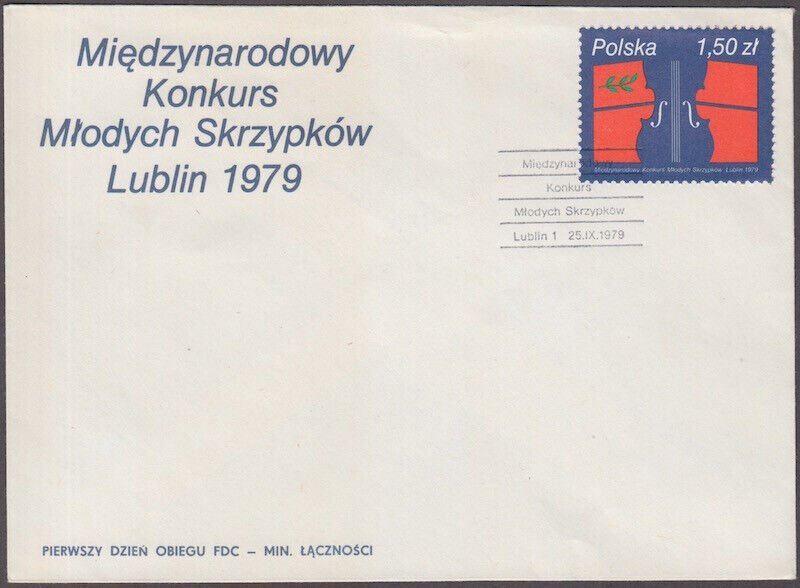 Międzynarodowy
Konkurs
Młodych Skrzypków
Lublin 1979
Polska 1,50 zł
Międzynarodowy Konkurs Młodych Skrzypków Lublin 1979
Międzynarodowy
Konkurs
Młodych Skrzypków
Lublin 1 25.IX.1979
PIERWSZY DZIEŃ OBIEGU FDC – MIN. ŁĄCZNOŚCI